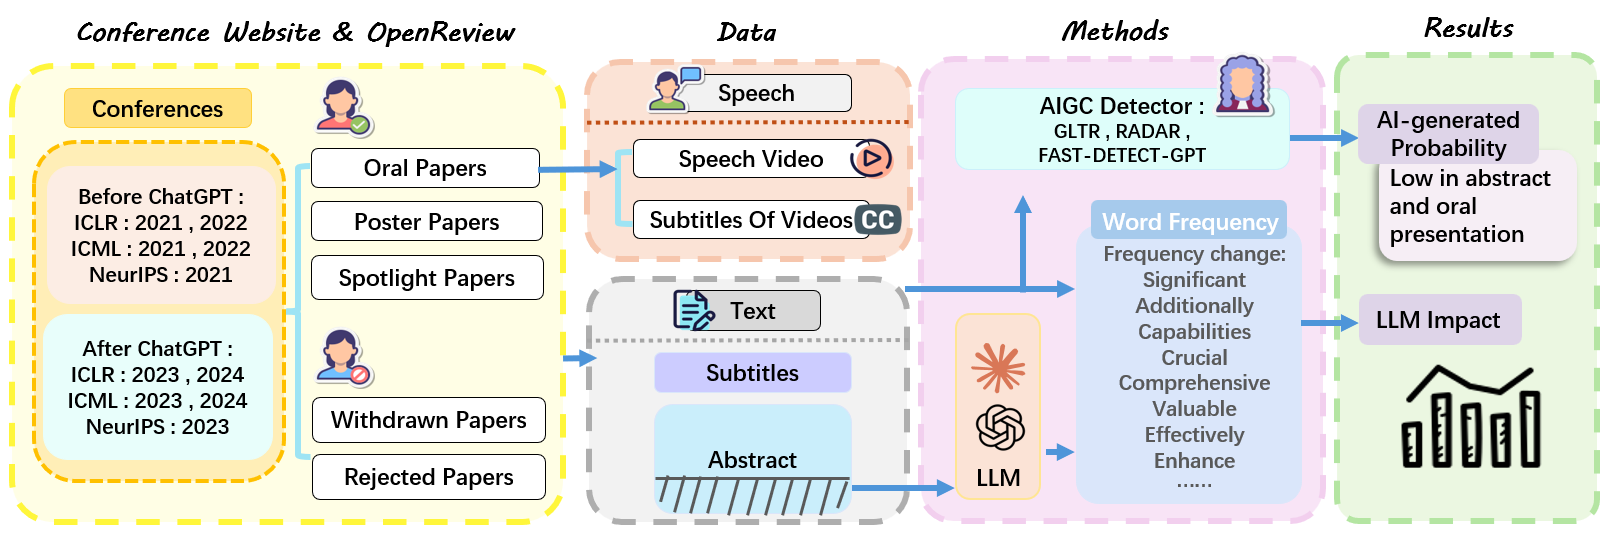 Conference Website & OpenReview
Conferences
Before ChatGPT :
ICLR : 2021 , 2022
ICML : 2021 , 2022
NeurIPS : 2021
After ChatGPT :
ICLR : 2023 , 2024
ICML : 2023 , 2024
NeurIPS : 2023
Oral Papers
Poster Papers
Spotlight Papers
Withdrawn Papers
Rejected Papers
Data
Speech
Speech Video
Subtitles Of Videos
CC
Text
Subtitles
Abstract
Methods
AIGC Detector :
GLTR , RADAR ,
FAST-DETECT-GPT
LLM
Word Frequency
Frequency change:
Significant
Additionally
Capabilities
Crucial
Comprehensive
Valuable
Effectively
Enhance
......
Results
AI-generated
Probability
Low in abstract
and oral
presentation
LLM Impact